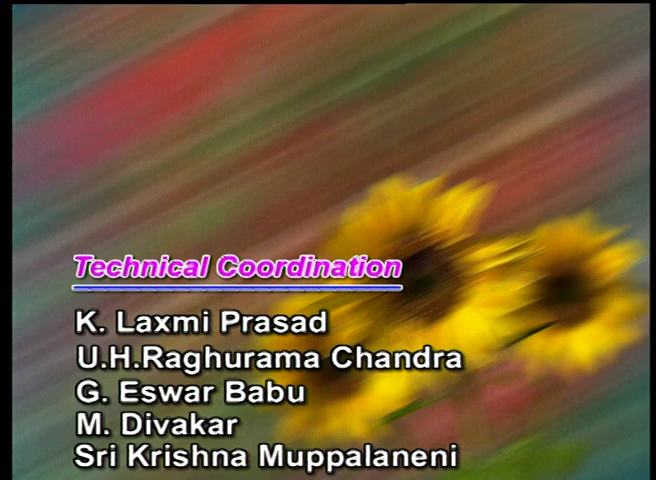 Technical Coordination
K. Laxmi Prasad
U.H.Raghurama Chandra
G. Eswar Babu
M. Divakar
Sri Krishna Muppalaneni